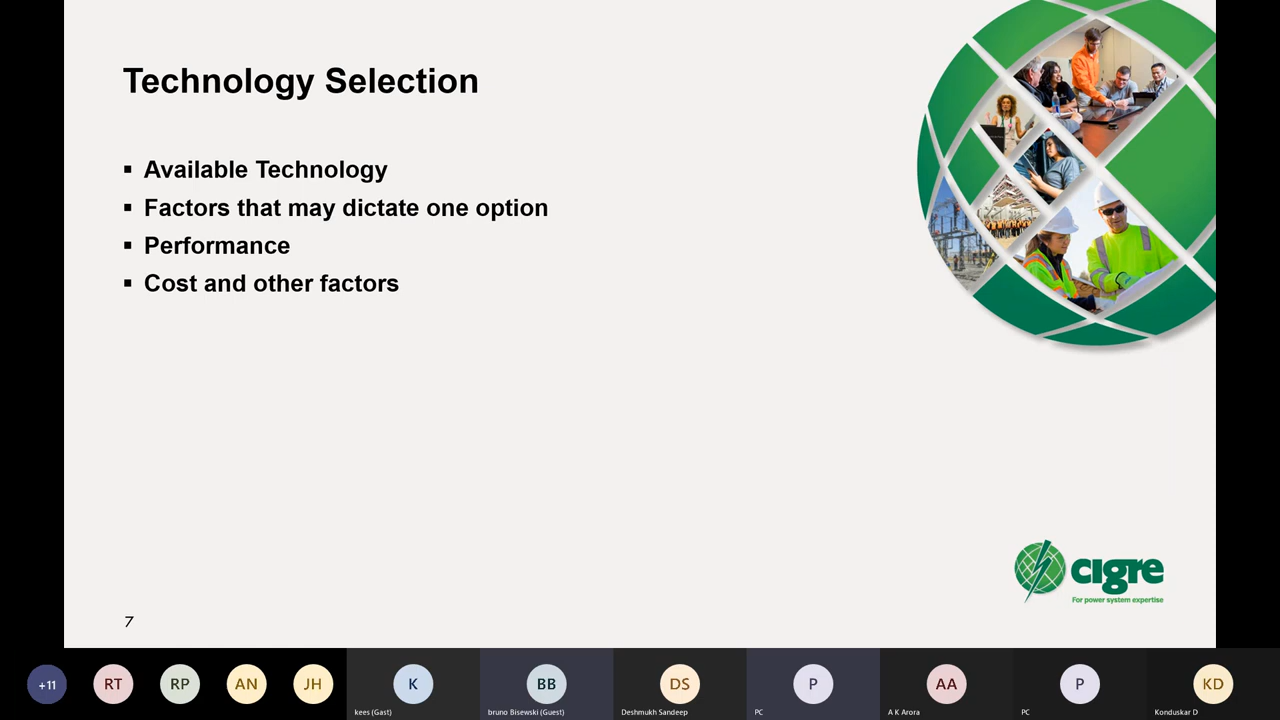 Technology Selection
▪ Available Technology
▪ Factors that may dictate one option
▪ Performance
▪ Cost and other factors
cigre
For power system expertise
7
+11
RT
RP
AN
JH
K
BB
DS
P
AA
P
KD
kees (Gast)
bruno Bisewski (Guest)
Deshmukh Sandeep
PC
A K Arora
PC
Konduskar D